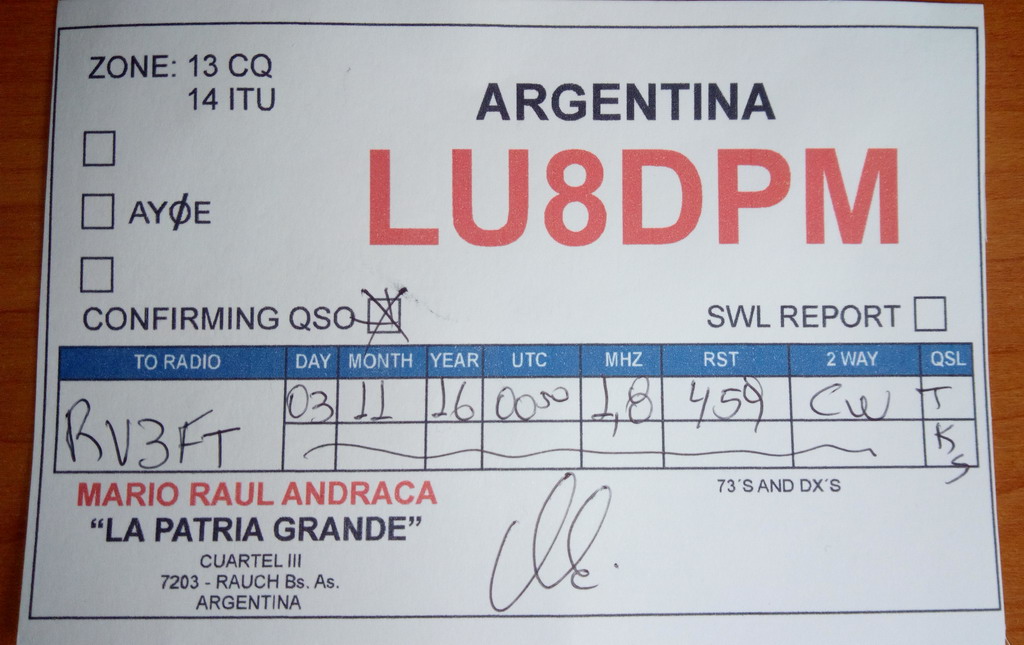 ZONE: 13 CQ
14 ITU
ARGENTINA
LU8DPM
AYØE
CONFIRMING QSO
SWL REPORT
TO RADIO DAY MONTH YEAR UTC MHZ RST 2 WAY QSL
RV3FT 03 11 16 0050 1,8 459 CW TKS
MARIO RAUL ANDRACA
73´S AND DX´S
“LA PATRIA GRANDE”
CUARTEL III
7203 - RAUCH Bs. As.
ARGENTINA